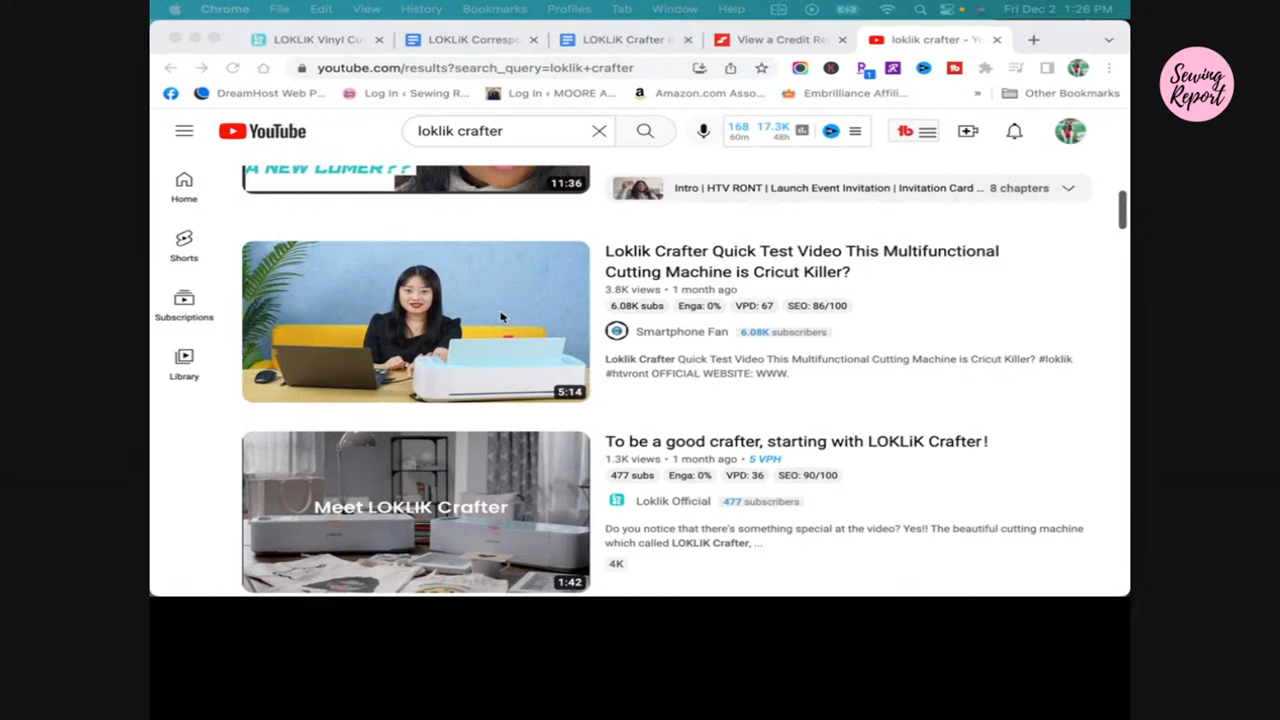 Chrome File Edit View History Bookmarks Profiles Tab Window Help Fri Dec 2 1:26 PM
LOKLIK Vinyl Cu LOKLiK Corresp LOKLiK Crafter View a Credit Re loklik crafter - Y
youtube.com/results?search_query=loklik+crafter
DreamHost Web P... Log In ‹ Sewing R... Log In ‹ MOORE A... Amazon.com Asso... Embrilliance Affili... » Other Bookmarks
Sewing
Report
YouTube
loklik crafter
168 17.3K
60m 48h
tb
A NEW COMER??
11:36
Intro | HTV RONT | Launch Event Invitation | Invitation Card ... 8 chapters
Home
Shorts
Subscriptions
Library
Loklik Crafter Quick Test Video This Multifunctional
Cutting Machine is Cricut Killer?
3.8K views • 1 month ago
6.08K subs Enga: 0% VPD: 67 SEO: 86/100
Smartphone Fan 6.08K subscribers
Loklik Crafter Quick Test Video This Multifunctional Cutting Machine is Cricut Killer? #loklik
#htvront OFFICIAL WEBSITE: WWW.
5:14
Meet LOKLIK Crafter
1:42
To be a good crafter, starting with LOKLiK Crafter!
1.3K views • 1 month ago • 5 VPH
477 subs Enga: 0% VPD: 36 SEO: 90/100
Loklik Official 477 subscribers
Do you notice that there's something special at the video? Yes!! The beautiful cutting machine
which called LOKLIK Crafter, ...
4K